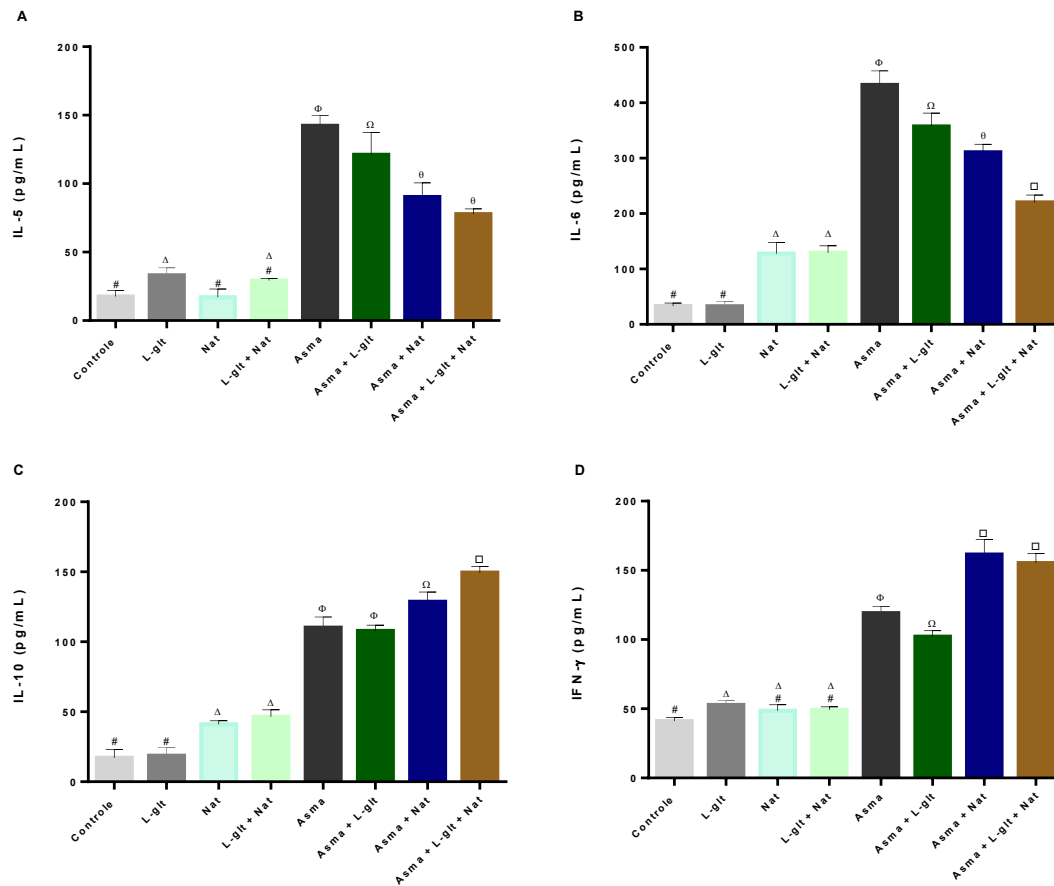 A
IL-5 (pg/mL)
200
150
100
50
0
#
Δ
#
Δ
#
Φ
Ω
θ
θ
Controle
L-glt
Nat
L-glt + Nat
Asma
Asma + L-glt
Asma + Nat
Asma + L-glt + Nat
B
IL-6 (pg/mL)
500
400
300
200
100
0
#
#
Δ
Δ
Φ
Ω
θ
□
Controle
L-glt
Nat
L-glt + Nat
Asma
Asma + L-glt
Asma + Nat
Asma + L-glt + Nat
C
IL-10 (pg/mL)
200
150
100
50
0
#
#
Δ
Δ
Φ
Φ
Ω
□
Controle
L-glt
Nat
L-glt + Nat
Asma
Asma + L-glt
Asma + Nat
Asma + L-glt + Nat
D
IFN-γ (pg/mL)
200
150
100
50
0
#
Δ
Δ
#
Δ
#
Φ
Ω
□
□
Controle
L-glt
Nat
L-glt + Nat
Asma
Asma + L-glt
Asma + Nat
Asma + L-glt + Nat